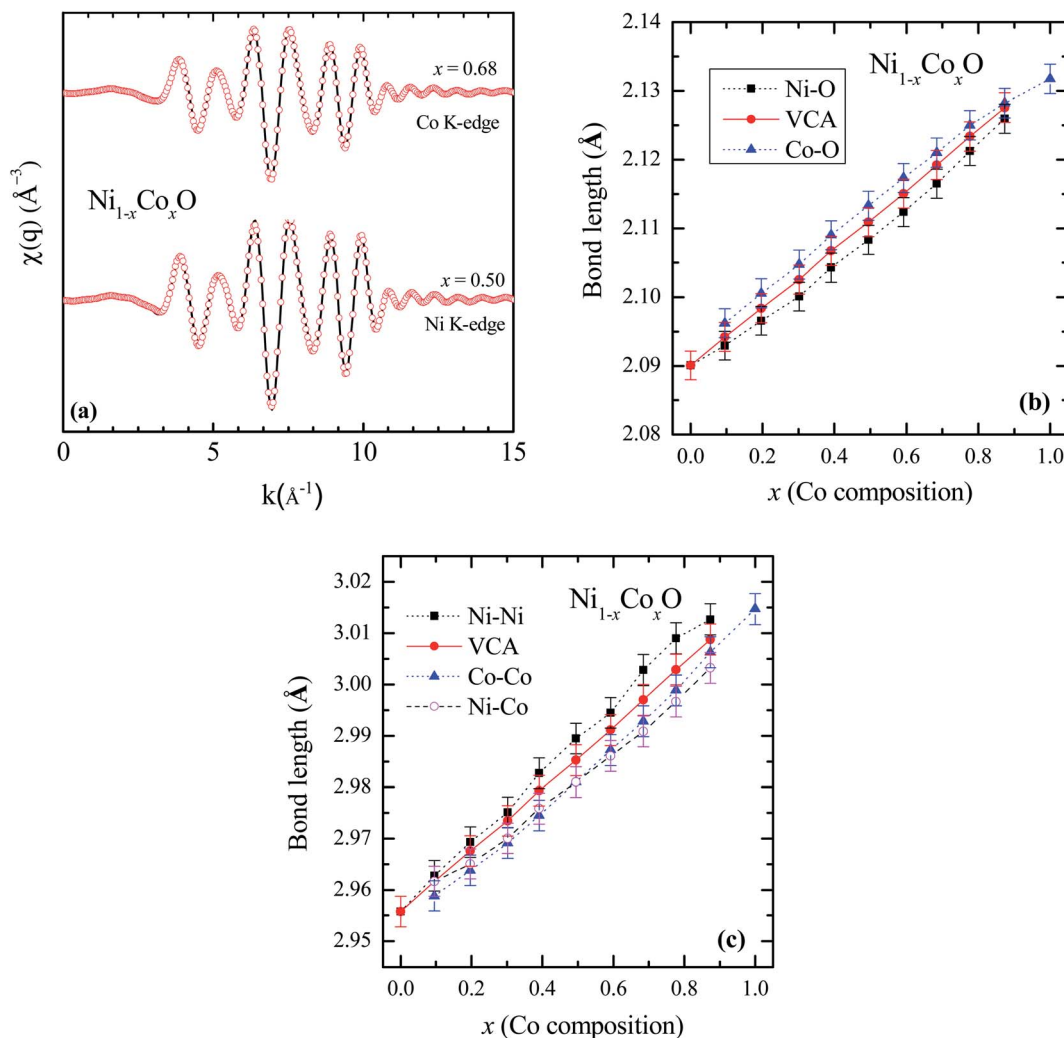 x = 0.68
Co K-edge
Ni1-xCoxO
x = 0.50
Ni K-edge
(a)
χ(q) (Å⁻³)
0 5 10 15
k(Å⁻¹)
2.14
2.13
2.12
2.11
2.10
2.09
2.08
Bond length (Å)
Ni1-xCoxO
Ni-O
VCA
Co-O
(b)
0.0 0.2 0.4 0.6 0.8 1.0
x (Co composition)
3.02
3.01
3.00
2.99
2.98
2.97
2.96
2.95
Bond length (Å)
Ni1-xCoxO
Ni-Ni
VCA
Co-Co
Ni-Co
(c)
0.0 0.2 0.4 0.6 0.8 1.0
x (Co composition)